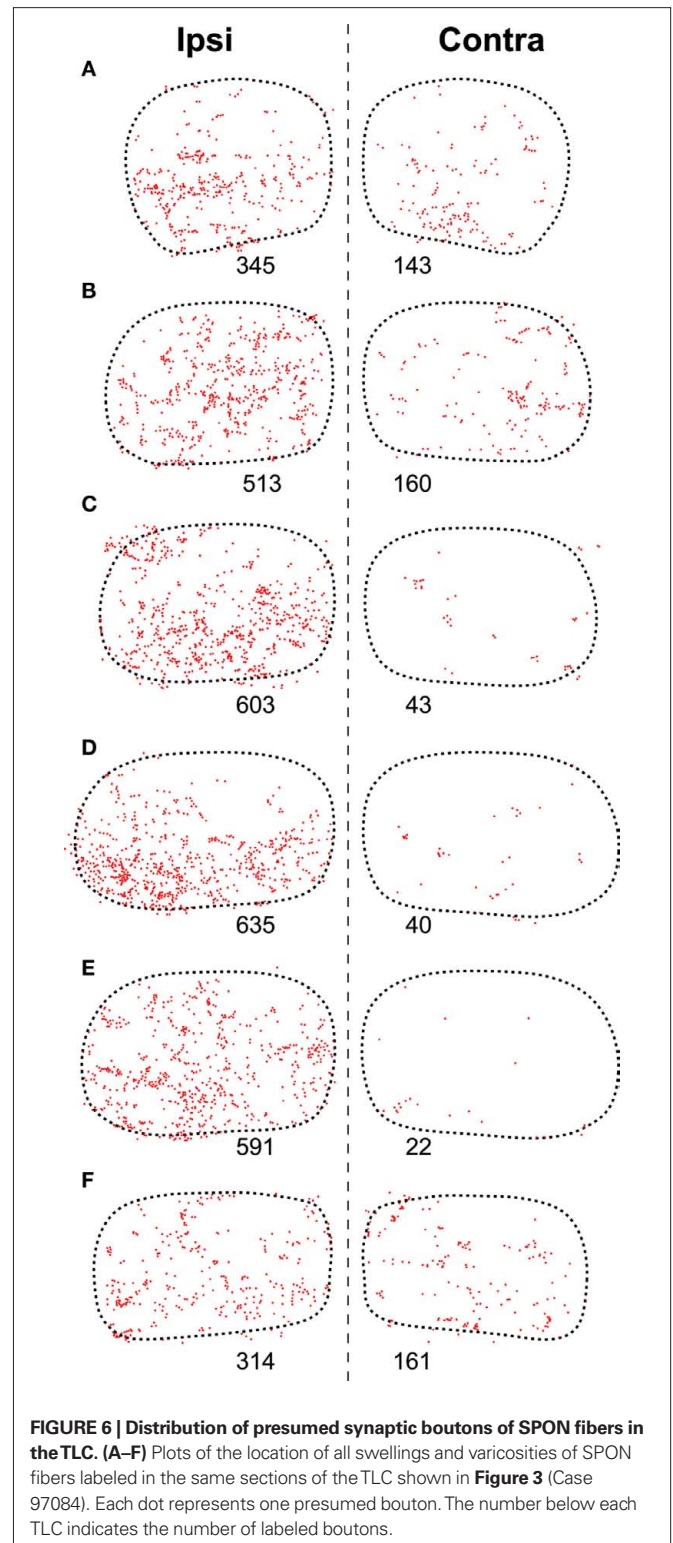 Ipsi Contra
A
345 143
B
513 160
C
603 43
D
635 40
E
591 22
F
314 161
FIGURE 6 | Distribution of presumed synaptic boutons of SPON fibers in
the TLC. (A–F) Plots of the location of all swellings and varicosities of SPON
fibers labeled in the same sections of the TLC shown in Figure 3 (Case
97084). Each dot represents one presumed bouton. The number below each
TLC indicates the number of labeled boutons.